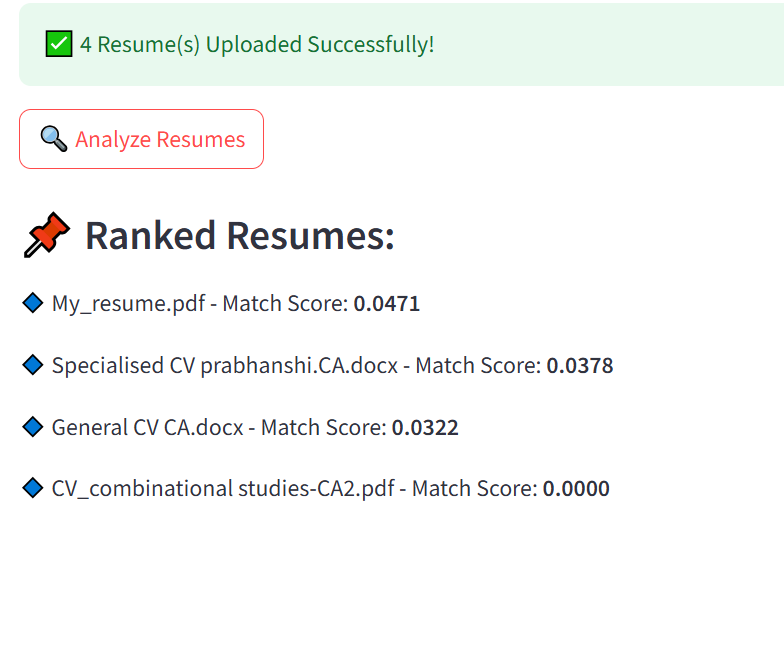 ✅ 4 Resume(s) Uploaded Successfully!
🔍 Analyze Resumes
📌 Ranked Resumes:
🔷 My_resume.pdf - Match Score: 0.0471
🔷 Specialised CV prabhanshi.CA.docx - Match Score: 0.0378
🔷 General CV CA.docx - Match Score: 0.0322
🔷 CV_combinational studies-CA2.pdf - Match Score: 0.0000